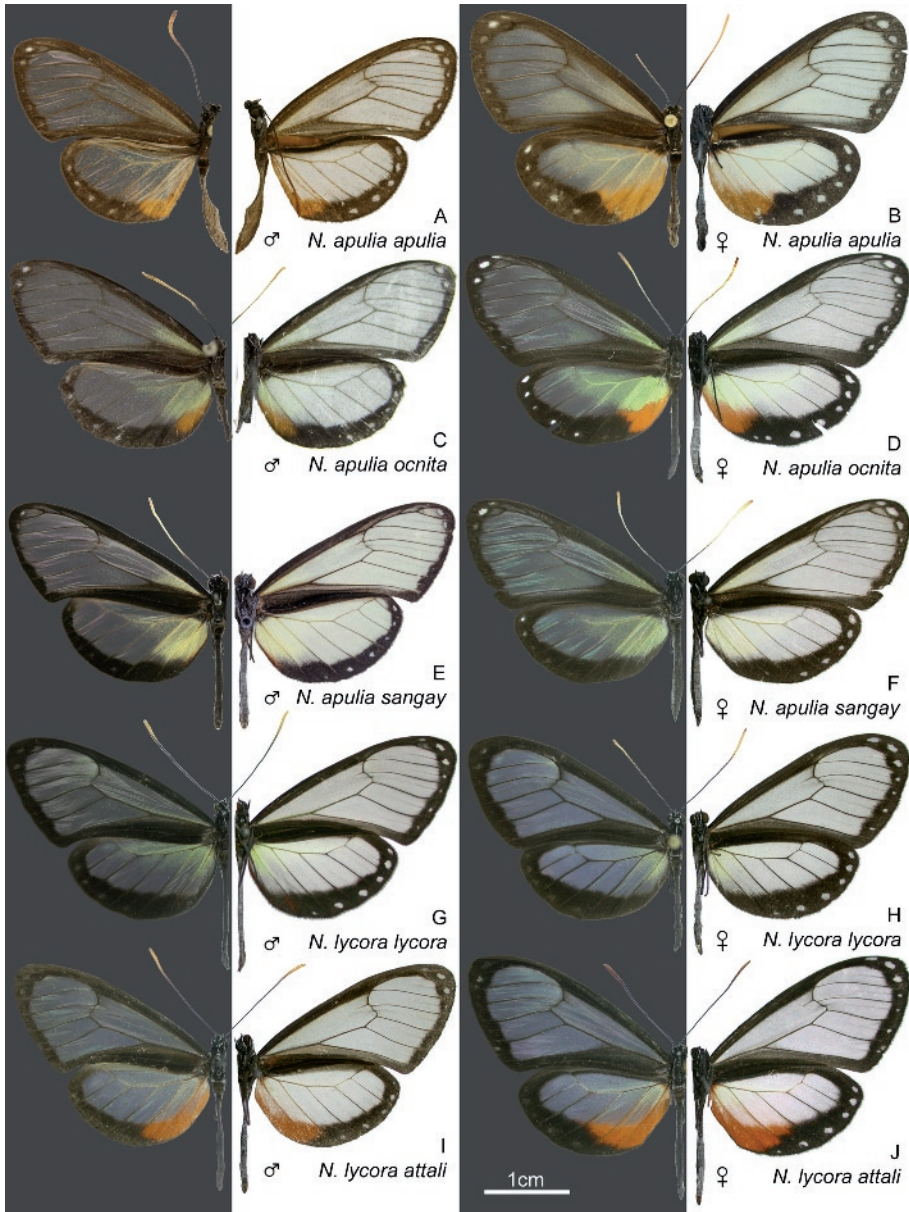 A
♂ N. apulia apulia
B
♀ N. apulia apulia
C
♂ N. apulia ocnita
D
♀ N. apulia ocnita
E
♂ N. apulia sangay
F
♀ N. apulia sangay
G
♂ N. lycora lycora
H
♀ N. lycora lycora
I
♂ N. lycora attali
J
1cm
♀ N. lycora attali